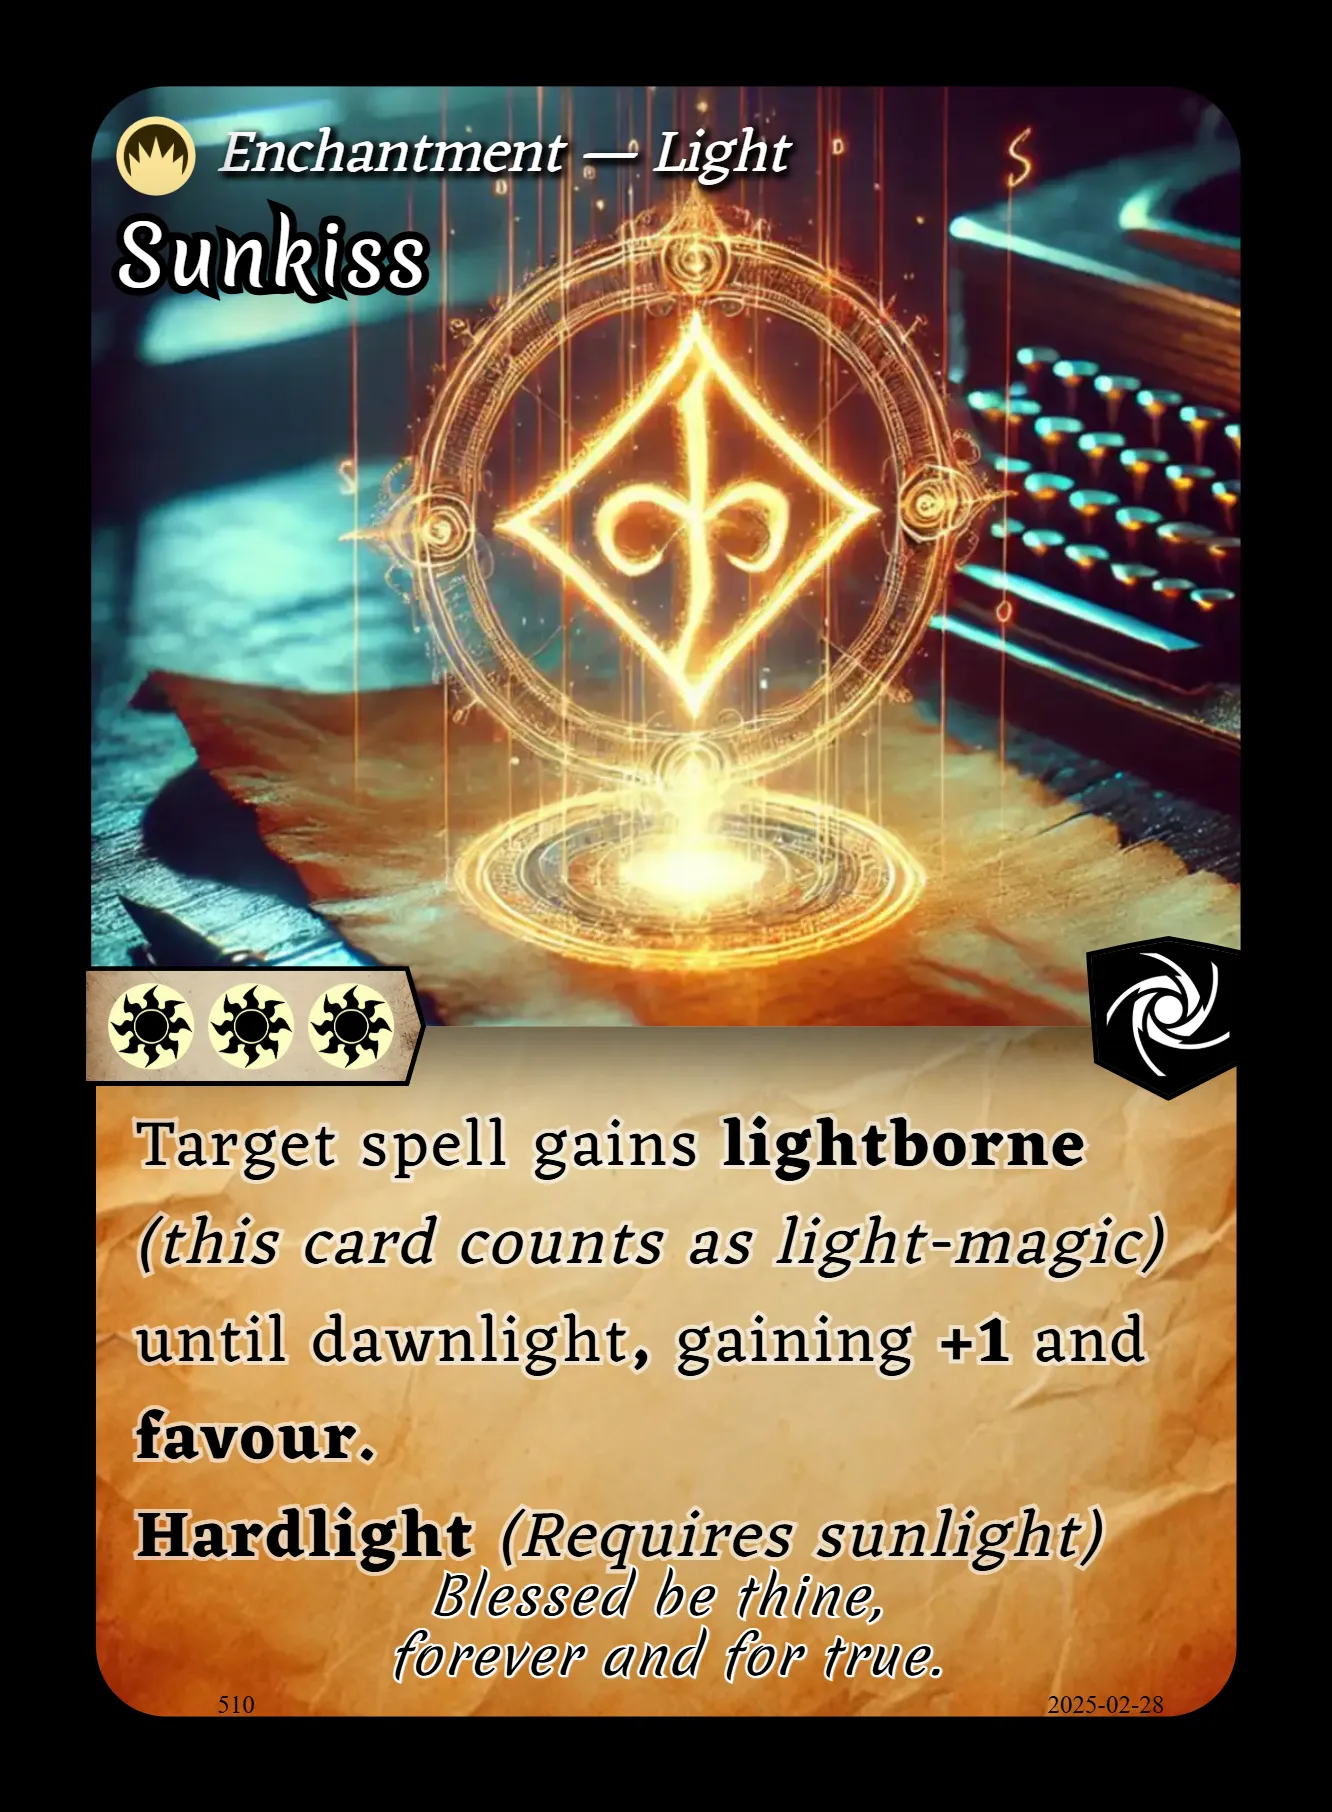 Enchantment — Light
Sunkiss
Target spell gains lightborne
(this card counts as light-magic)
until dawnlight, gaining +1 and
favour.
Hardlight (Requires sunlight)
Blessed be thine,
forever and for true.
510
2025-02-28